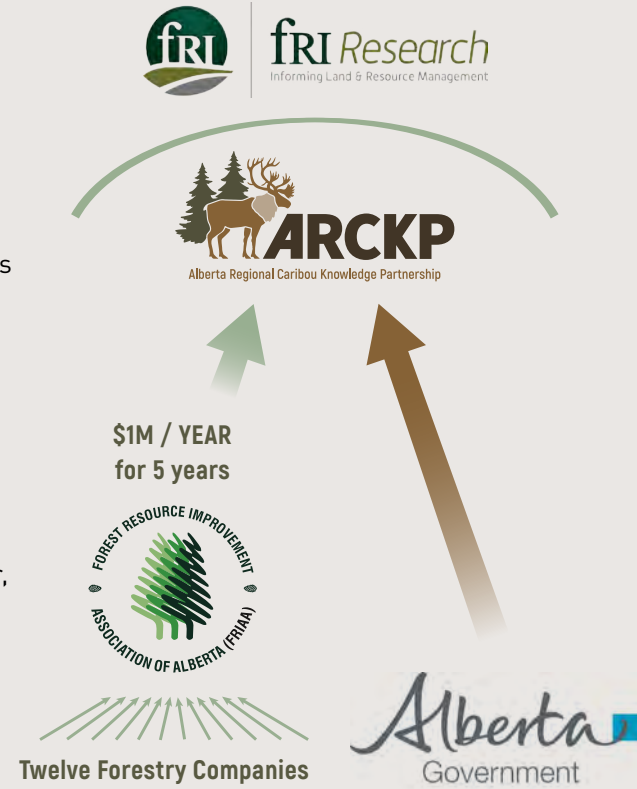 fRI
fRI Research
Informing Land & Resource Management
ARCKP
Alberta Regional Caribou Knowledge Partnership
s
$1M / YEAR
for 5 years
FOREST RESOURCE IMPROVEMENT
ASSOCIATION OF ALBERTA (FRIAA)
,
Twelve Forestry Companies
Alberta
Government